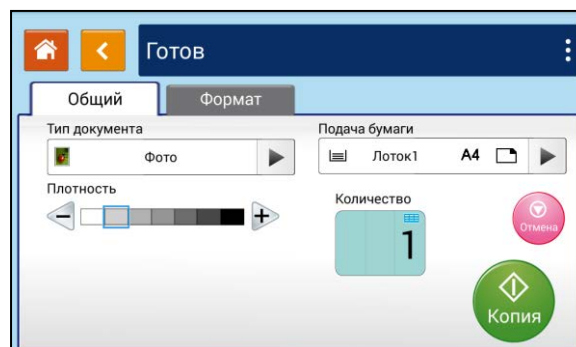 Готов
Общий
Формат
Тип документа
Подача бумаги
Фото
Лоток1 A4
Плотность
Количество
1
Отмена
Копия